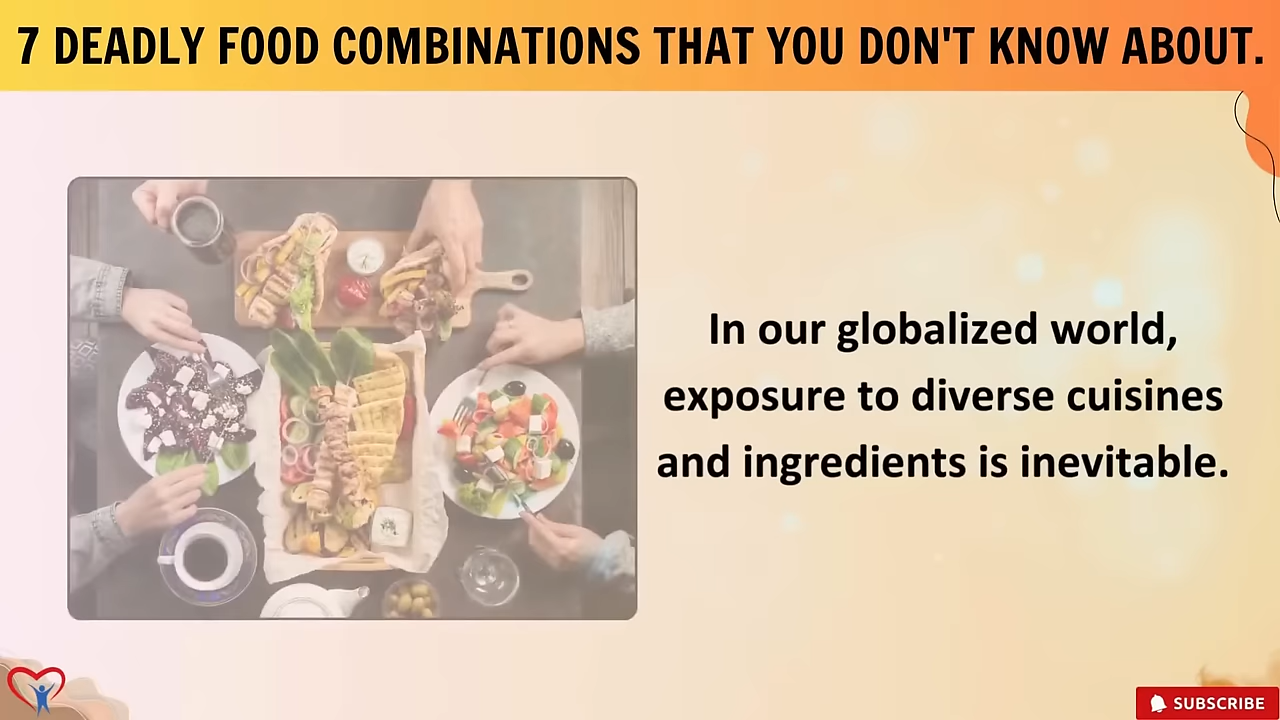 7 DEADLY FOOD COMBINATIONS THAT YOU DON'T KNOW ABOUT.
In our globalized world,
exposure to diverse cuisines
and ingredients is inevitable.
SUBSCRIBE